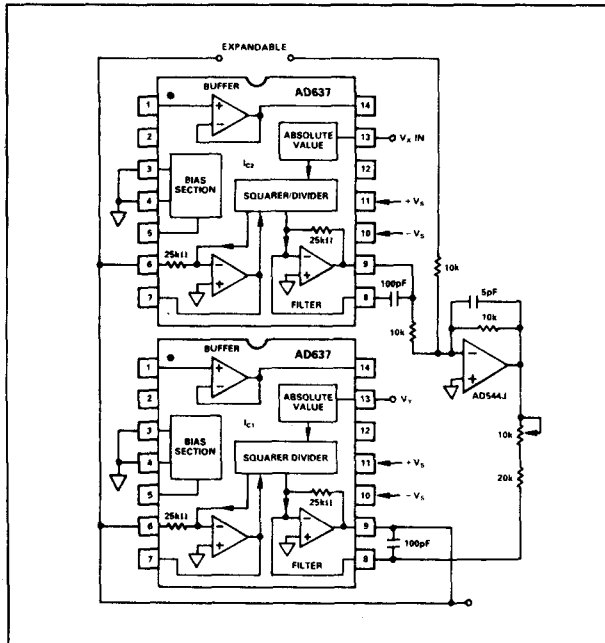 EXPANDABLE
BUFFER
AD637
1
14
2
ABSOLUTE
VALUE
13
Vx IN
3
BIAS
SECTION
IC2
12
4
SQUARER/DIVIDER
11
+ Vs
5
25kΩ
10
− Vs
6
25kΩ
9
10k
7
FILTER
8
100pF
10k
5pF
10k
AD544J
BUFFER
AD637
1
14
2
ABSOLUTE
VALUE
13
VY
3
BIAS
SECTION
IC1
12
10k
4
SQUARER DIVIDER
11
+ Vs
5
25kΩ
10
− Vs
20k
6
25kΩ
9
7
FILTER
8
100pF